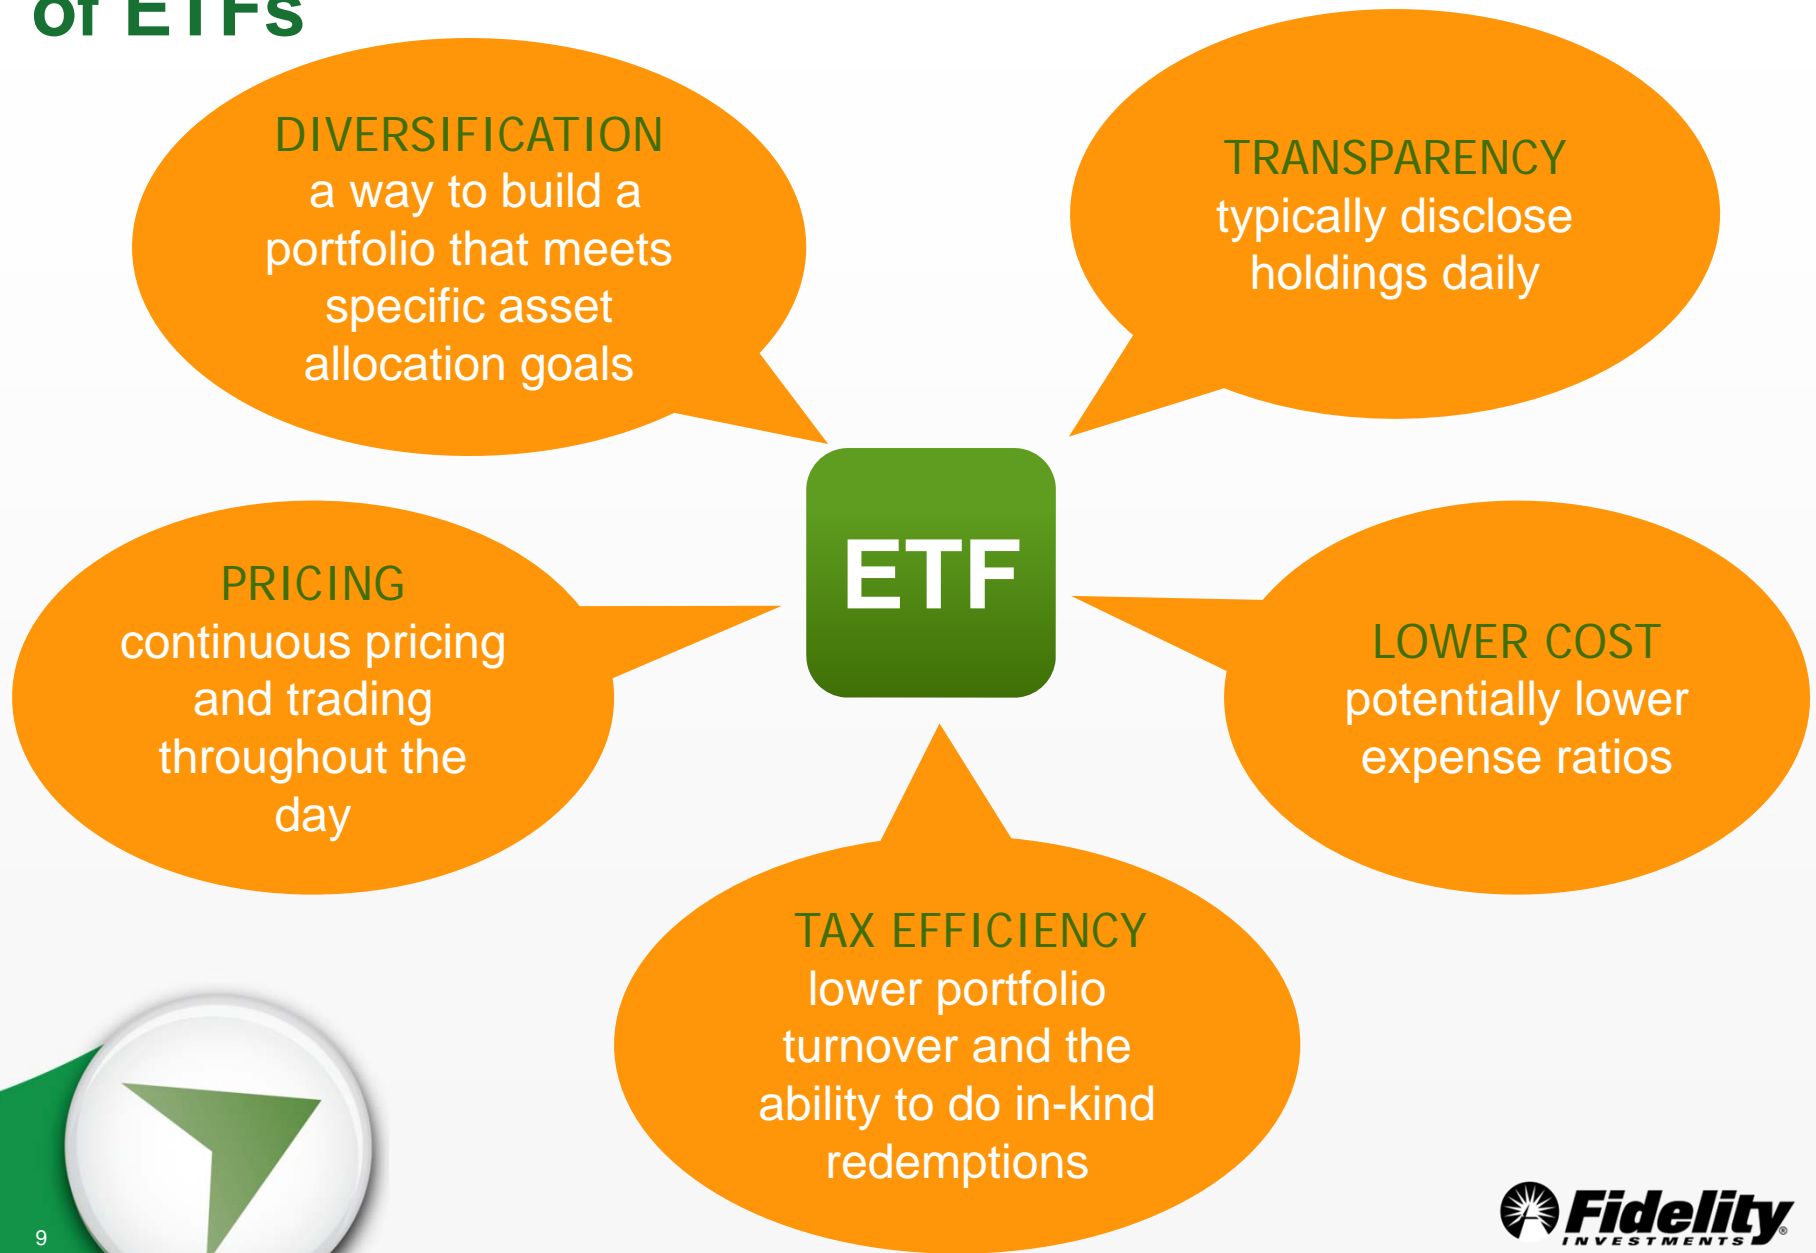 of ETFs
DIVERSIFICATION
a way to build a
portfolio that meets
specific asset
allocation goals
TRANSPARENCY
typically disclose
holdings daily
ETF
PRICING
continuous pricing
and trading
throughout the
day
LOWER COST
potentially lower
expense ratios
TAX EFFICIENCY
lower portfolio
turnover and the
ability to do in-kind
redemptions
9
Fidelity
INVESTMENTS